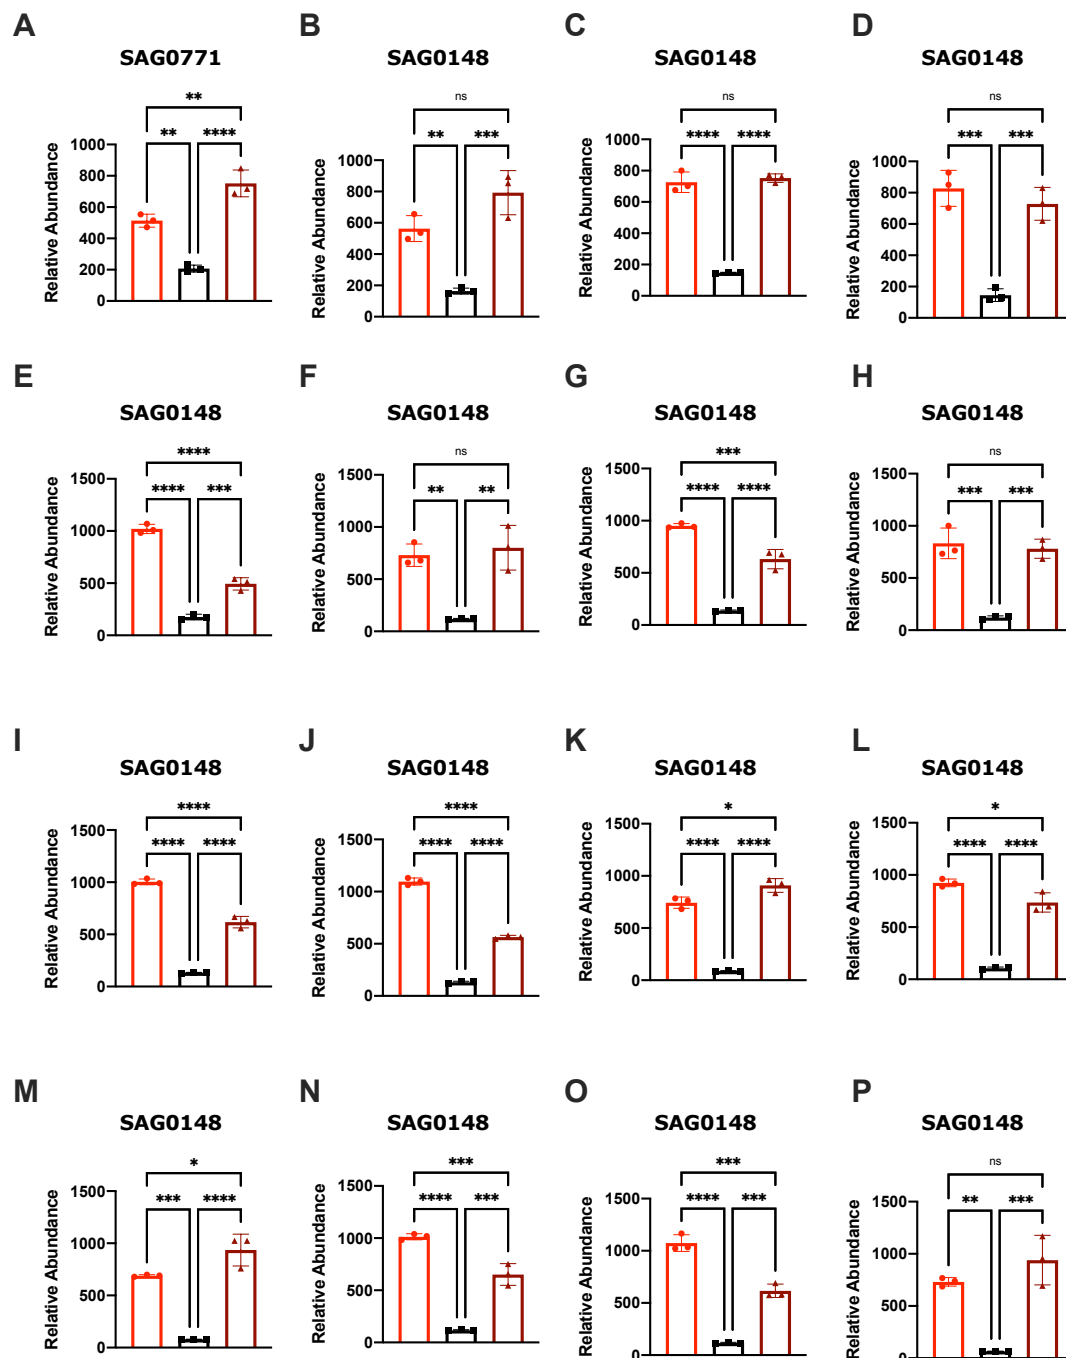 A B C D
SAG0771 SAG0148 SAG0148 SAG0148
** ns ns ns
** **** ** *** **** **** *** ***
Relative Abundance Relative Abundance Relative Abundance Relative Abundance
1000 1000 1000 1000
800 800 800 800
600 600 600 600
400 400 400 400
200 200 200 200
0 0 0 0
E F G H
SAG0148 SAG0148 SAG0148 SAG0148
**** ns *** ns
**** *** ** ** **** **** *** ***
Relative Abundance Relative Abundance Relative Abundance Relative Abundance
1500 1500 1500 1500
1000 1000 1000 1000
500 500 500 500
0 0 0 0
I J K L
SAG0148 SAG0148 SAG0148 SAG0148
**** **** * *
**** **** **** **** **** **** **** ****
Relative Abundance Relative Abundance Relative Abundance Relative Abundance
1500 1500 1500 1500
1000 1000 1000 1000
500 500 500 500
0 0 0 0
M N O P
SAG0148 SAG0148 SAG0148 SAG0148
* *** *** ns
*** **** **** *** **** *** ** ***
Relative Abundance Relative Abundance Relative Abundance Relative Abundance
1500 1500 1500 1500
1000 1000 1000 1000
500 500 500 500
0 0 0 0